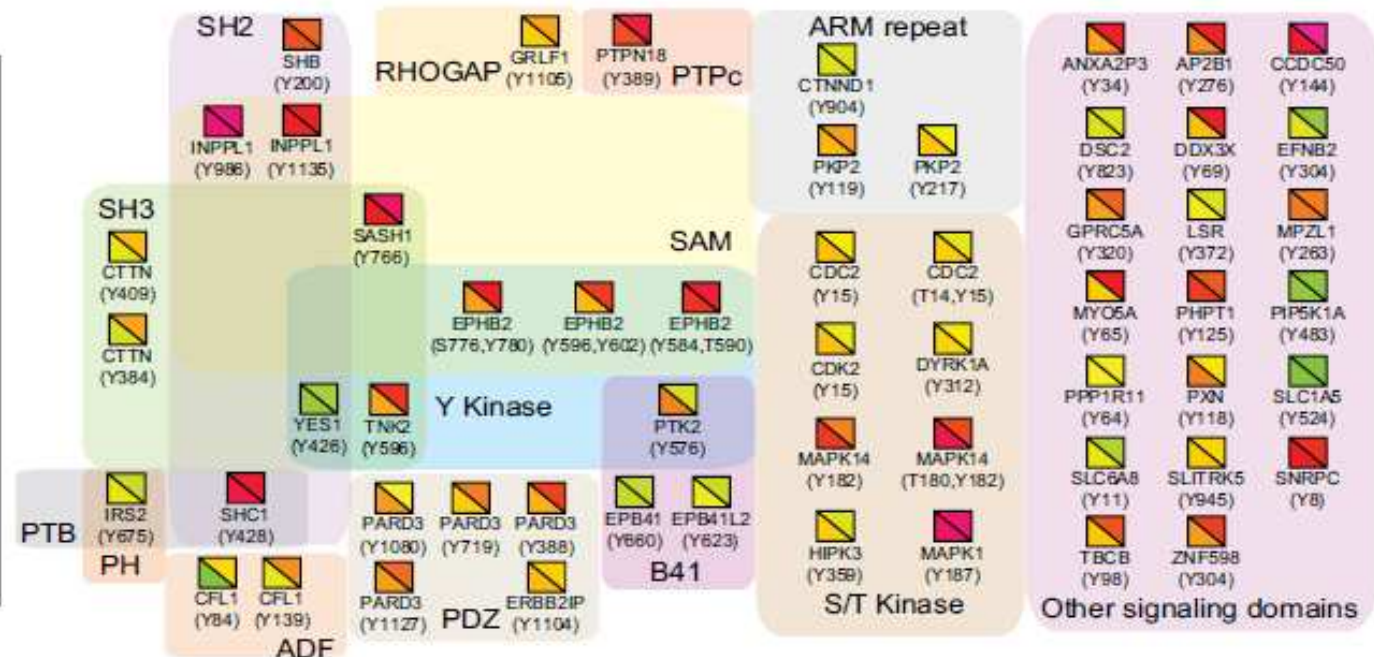 SH2
SHB
(Y200)
INPPL1
(Y986)
INPPL1
(Y1135)
RHOGAP
GRLF1
(Y1105)
PTPN18
(Y389)
PTPc
SH3
CTTN
(Y409)
CTTN
(Y384)
SASH1
(Y766)
SAM
EPHB2
(S776,Y780)
EPHB2
(Y596,Y602)
EPHB2
(Y584,T590)
YES1
(Y426)
TNK2
(Y596)
Y Kinase
PTK2
(Y576)
PTB
IRS2
(Y675)
PH
SHC1
(Y428)
CFL1
(Y84)
CFL1
(Y139)
ADF
PARD3
(Y1080)
PARD3
(Y719)
PARD3
(Y388)
PARD3
(Y1127)
PDZ
ERBB2IP
(Y1104)
EPB41
(Y660)
EPB41L2
(Y623)
B41
ARM repeat
CTNND1
(Y904)
PKP2
(Y119)
PKP2
(Y217)
CDC2
(Y15)
CDC2
(T14,Y15)
CDK2
(Y15)
DYRK1A
(Y312)
MAPK14
(Y182)
MAPK14
(T180,Y182)
HIPK3
(Y359)
MAPK1
(Y187)
S/T Kinase
ANXA2P3
(Y34)
AP2B1
(Y276)
CCDC50
(Y144)
DSC2
(Y823)
DDX3X
(Y69)
EFNB2
(Y304)
GPRC5A
(Y320)
LSR
(Y372)
MPZL1
(Y263)
MYO5A
(Y65)
PHPT1
(Y125)
PIP5K1A
(Y483)
PPP1R11
(Y64)
PXN
(Y118)
SLC1A5
(Y524)
SLC6A8
(Y11)
SLITRK5
(Y945)
SNRPC
(Y8)
TBCB
(Y98)
ZNF598
(Y304)
Other signaling domains